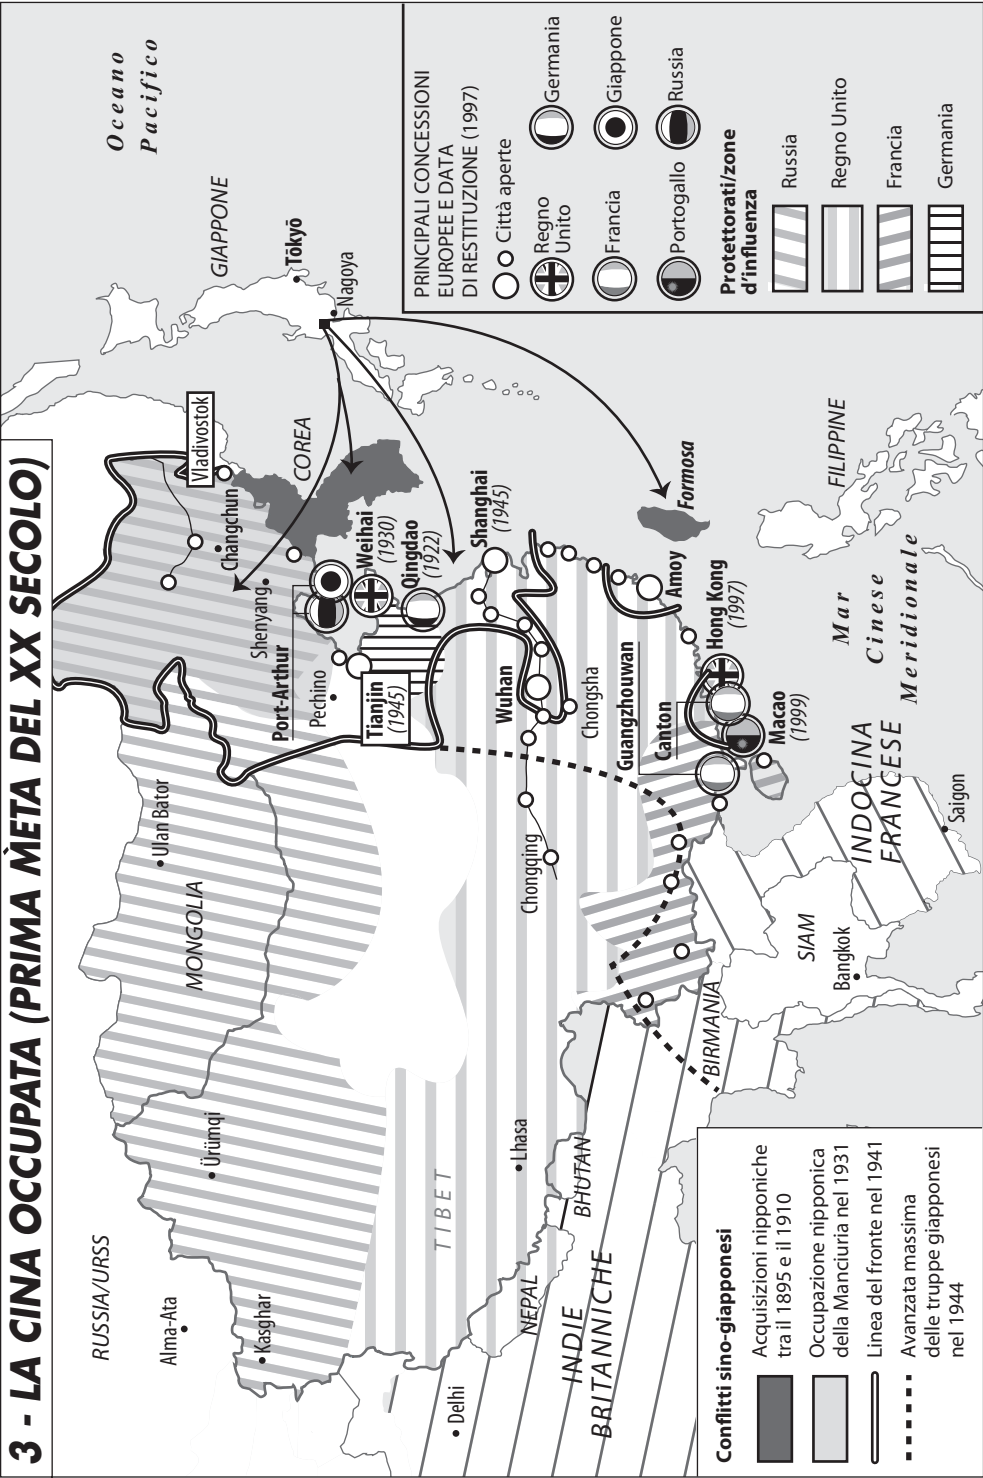 3 - LA CINA OCCUPATA (PRIMA METÀ DEL XX SECOLO)
RUSSIA/URSS
Alma-Ata
Kasghar
Ürümqi
MONGOLIA
Ulan Bator
Vladivostok
Changchun
Shenyang
Port-Arthur
Pechino
Tianjin
(1945)
COREA
Weihai
(1930)
Qingdao
(1922)
GIAPPONE
Tōkyō
Nagoya
Oceano
Pacifico
Shanghai
(1945)
Wuhan
Chongsha
Chongqing
TIBET
Lhasa
NEPAL
BHUTAN
Delhi
INDIE
BRITANNICHE
BIRMANIA
SIAM
Bangkok
INDOCINA
FRANCESE
Saigon
Guangzhouwan
Canton
Macao
(1999)
Hong Kong
(1997)
Amoy
Formosa
FILIPPINE
Mar
Cinese
Meridionale
Conflitti sino-giapponesi
Acquisizioni nipponiche
tra il 1895 e il 1910
Occupazione nipponica
della Manciuria nel 1931
Linea del fronte nel 1941
Avanzata massima
delle truppe giapponesi
nel 1944
PRINCIPALI CONCESSIONI
EUROPEE E DATA
DI RESTITUZIONE (1997)
Città aperte
Regno
Unito
Germania
Francia
Giappone
Portogallo
Russia
Protettorati/zone
d'influenza
Russia
Regno Unito
Francia
Germania